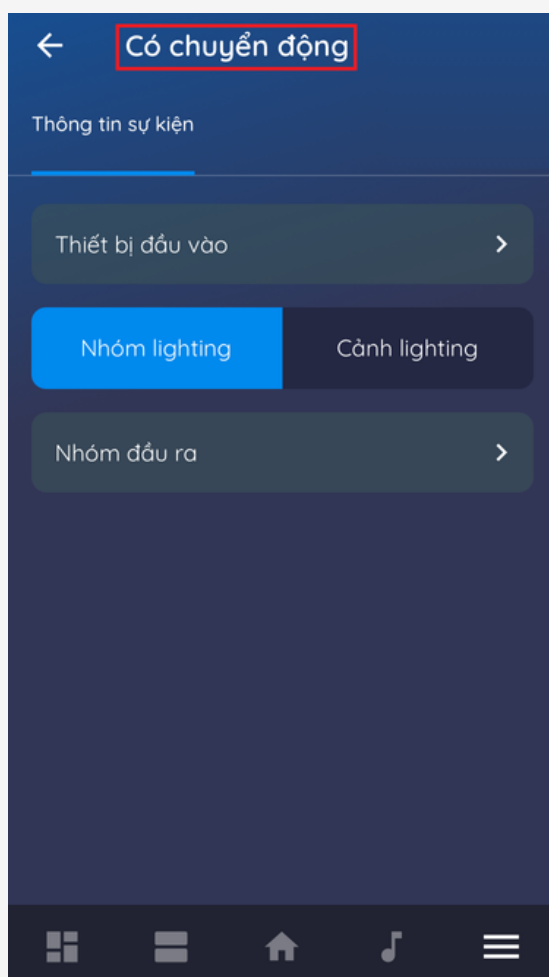 Có chuyển động
Thông tin sự kiện
Thiết bị đầu vào
Nhóm lighting
Cảnh lighting
Nhóm đầu ra